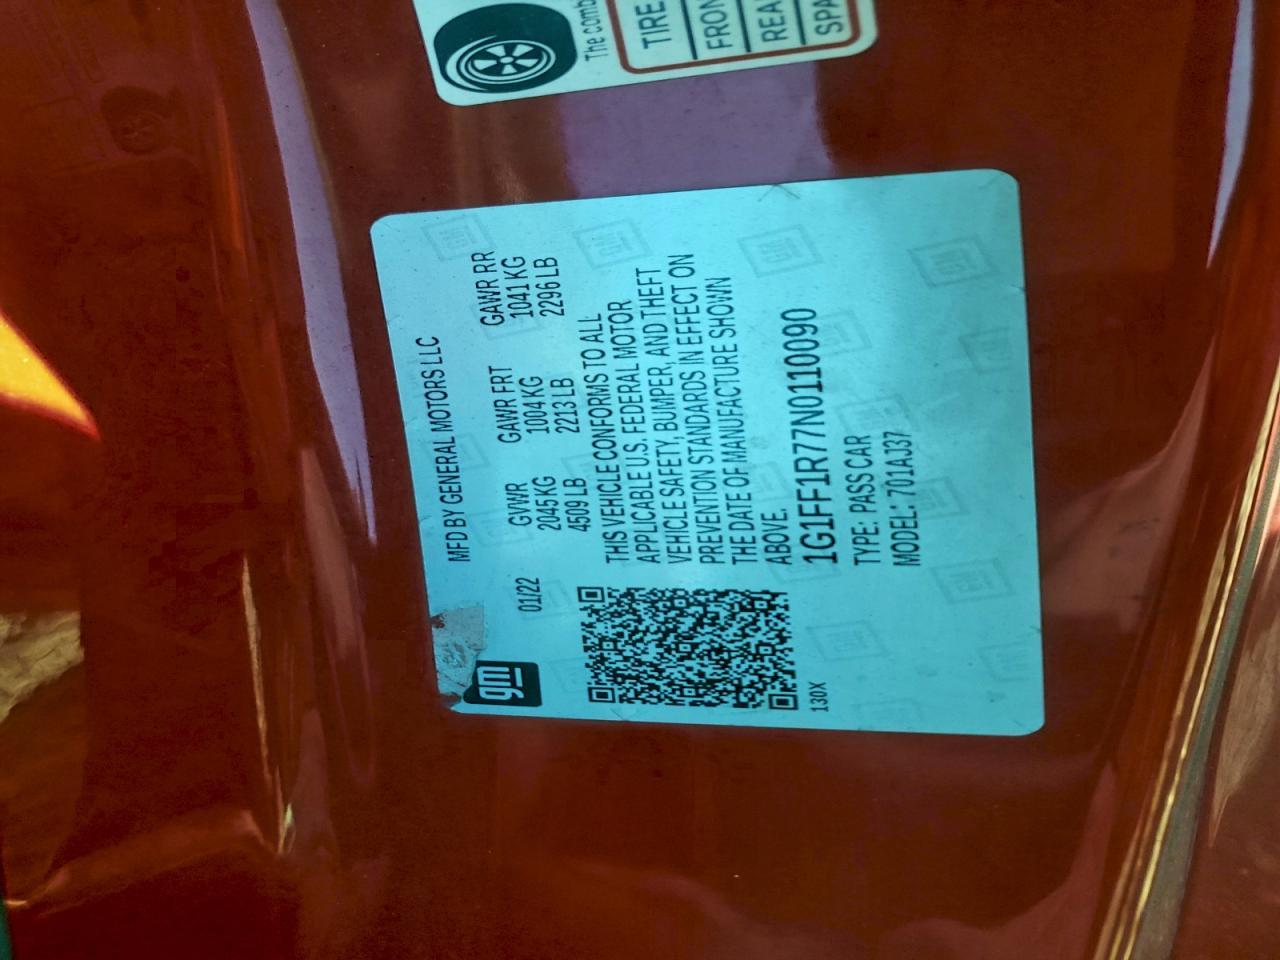 The comb
TIRE
FRON
REA
SPA
gm
MFD BY GENERAL MOTORS LLC
01/22
GVWR GAWR FRT GAWR RR
2045 KG 1004 KG 1041 KG
4509 LB 2213 LB 2296 LB
THIS VEHICLE CONFORMS TO ALL
APPLICABLE U.S. FEDERAL MOTOR
VEHICLE SAFETY, BUMPER, AND THEFT
PREVENTION STANDARDS IN EFFECT ON
THE DATE OF MANUFACTURE SHOWN
ABOVE.
1G1FF1R77N0110090
TYPE: PASS CAR
MODEL: 701AJ37
130X